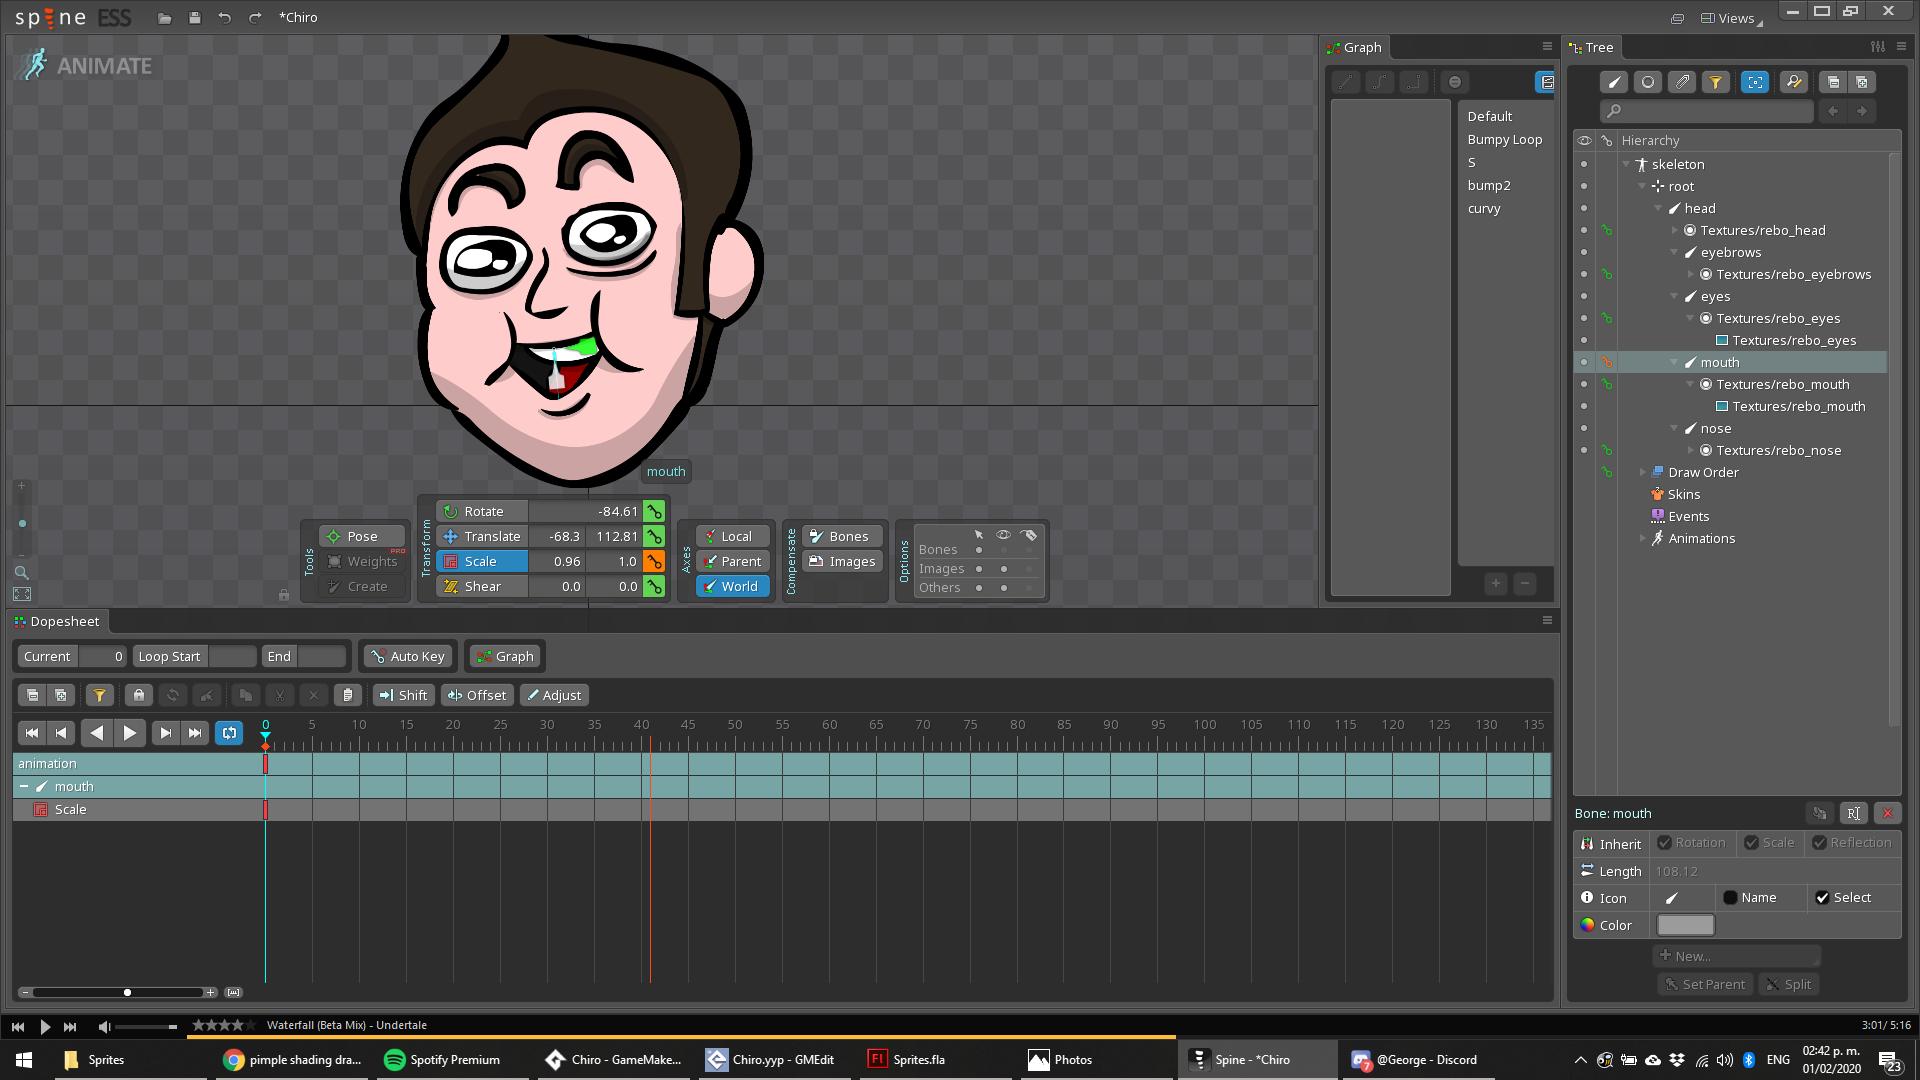 spine ESS
*Chiro
Views
ANIMATE
mouth
Tools
Pose
Weights
PRO
Create
Transform
Rotate -84.61
Translate -68.3 112.81
Scale 0.96 1.0
Shear 0.0 0.0
Axes
Local
Parent
World
Compensate
Bones
Images
Options
Bones
Images
Others
Graph
Default
Bumpy Loop
S
bump2
curvy
Tree
Hierarchy
skeleton
root
head
Textures/rebo_head
eyebrows
Textures/rebo_eyebrows
eyes
Textures/rebo_eyes
Textures/rebo_eyes
mouth
Textures/rebo_mouth
Textures/rebo_mouth
nose
Textures/rebo_nose
Draw Order
Skins
Events
Animations
Bone: mouth
Inherit Rotation Scale Reflection
Length 108.12
Icon Name Select
Color
New...
Set Parent Split
Dopesheet
Current 0 Loop Start End Auto Key Graph
Shift Offset Adjust
0 5 10 15 20 25 30 35 40 45 50 55 60 65 70 75 80 85 90 95 100 105 110 115 120 125 130 135
animation
mouth
Scale
Waterfall (Beta Mix) - Undertale
3:01/ 5:16
Sprites
pimple shading dra...
Spotify Premium
Chiro - GameMake...
Chiro.yyp - GMEdit
Fl Sprites.fla
Photos
Spine - *Chiro
7 @George - Discord
ENG
02:42 p. m.
01/02/2020
23